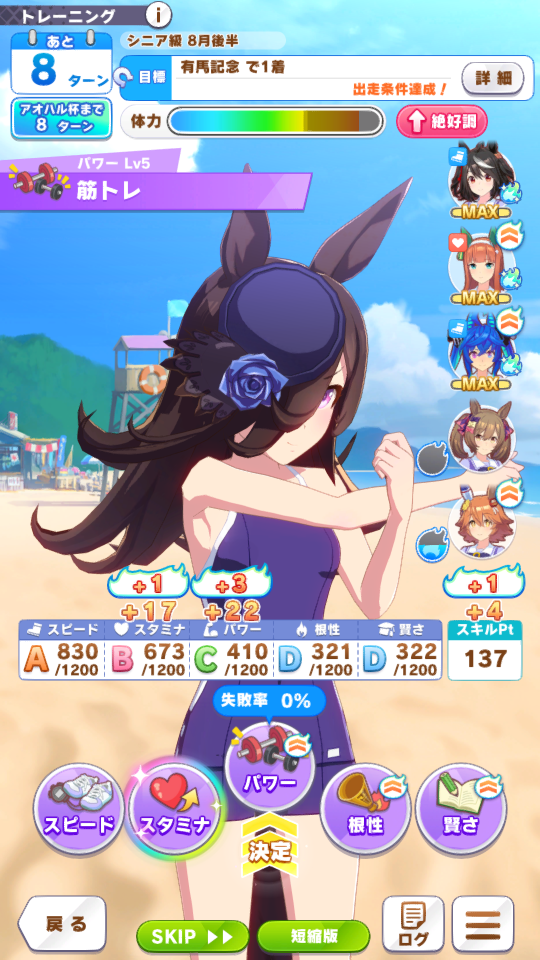 トレーニング i
あと
8 ターン
アオハル杯まで
8 ターン
シニア級 8月後半
目標 有馬記念 で1着
出走条件達成！
詳細
体力
絶好調
パワー Lv5
筋トレ
MAX
MAX
MAX
+1 +3 +1
+17 +22 +4
スピード スタミナ パワー 根性 賢さ スキルPt
A 830 /1200 B 673 /1200 C 410 /1200 D 321 /1200 D 322 /1200 137
失敗率 0%
スピード スタミナ パワー 根性 賢さ
決定
戻る SKIP 短縮版 ログ